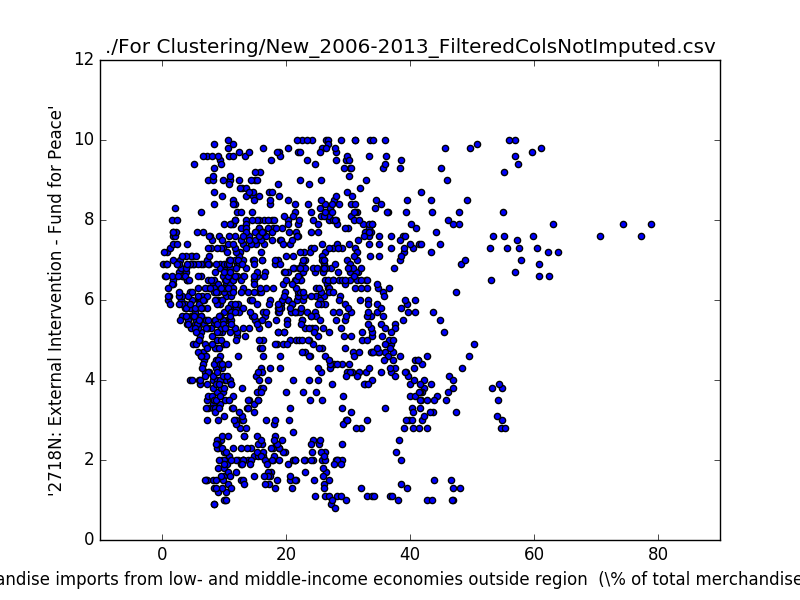 ./For Clustering/New_2006-2013_FilteredColsNotImputed.csv
12
10
8
6
4
2
0
'2718N: External Intervention - Fund for Peace'
0 20 40 60 80
andise imports from low- and middle-income economies outside region (\% of total merchandise